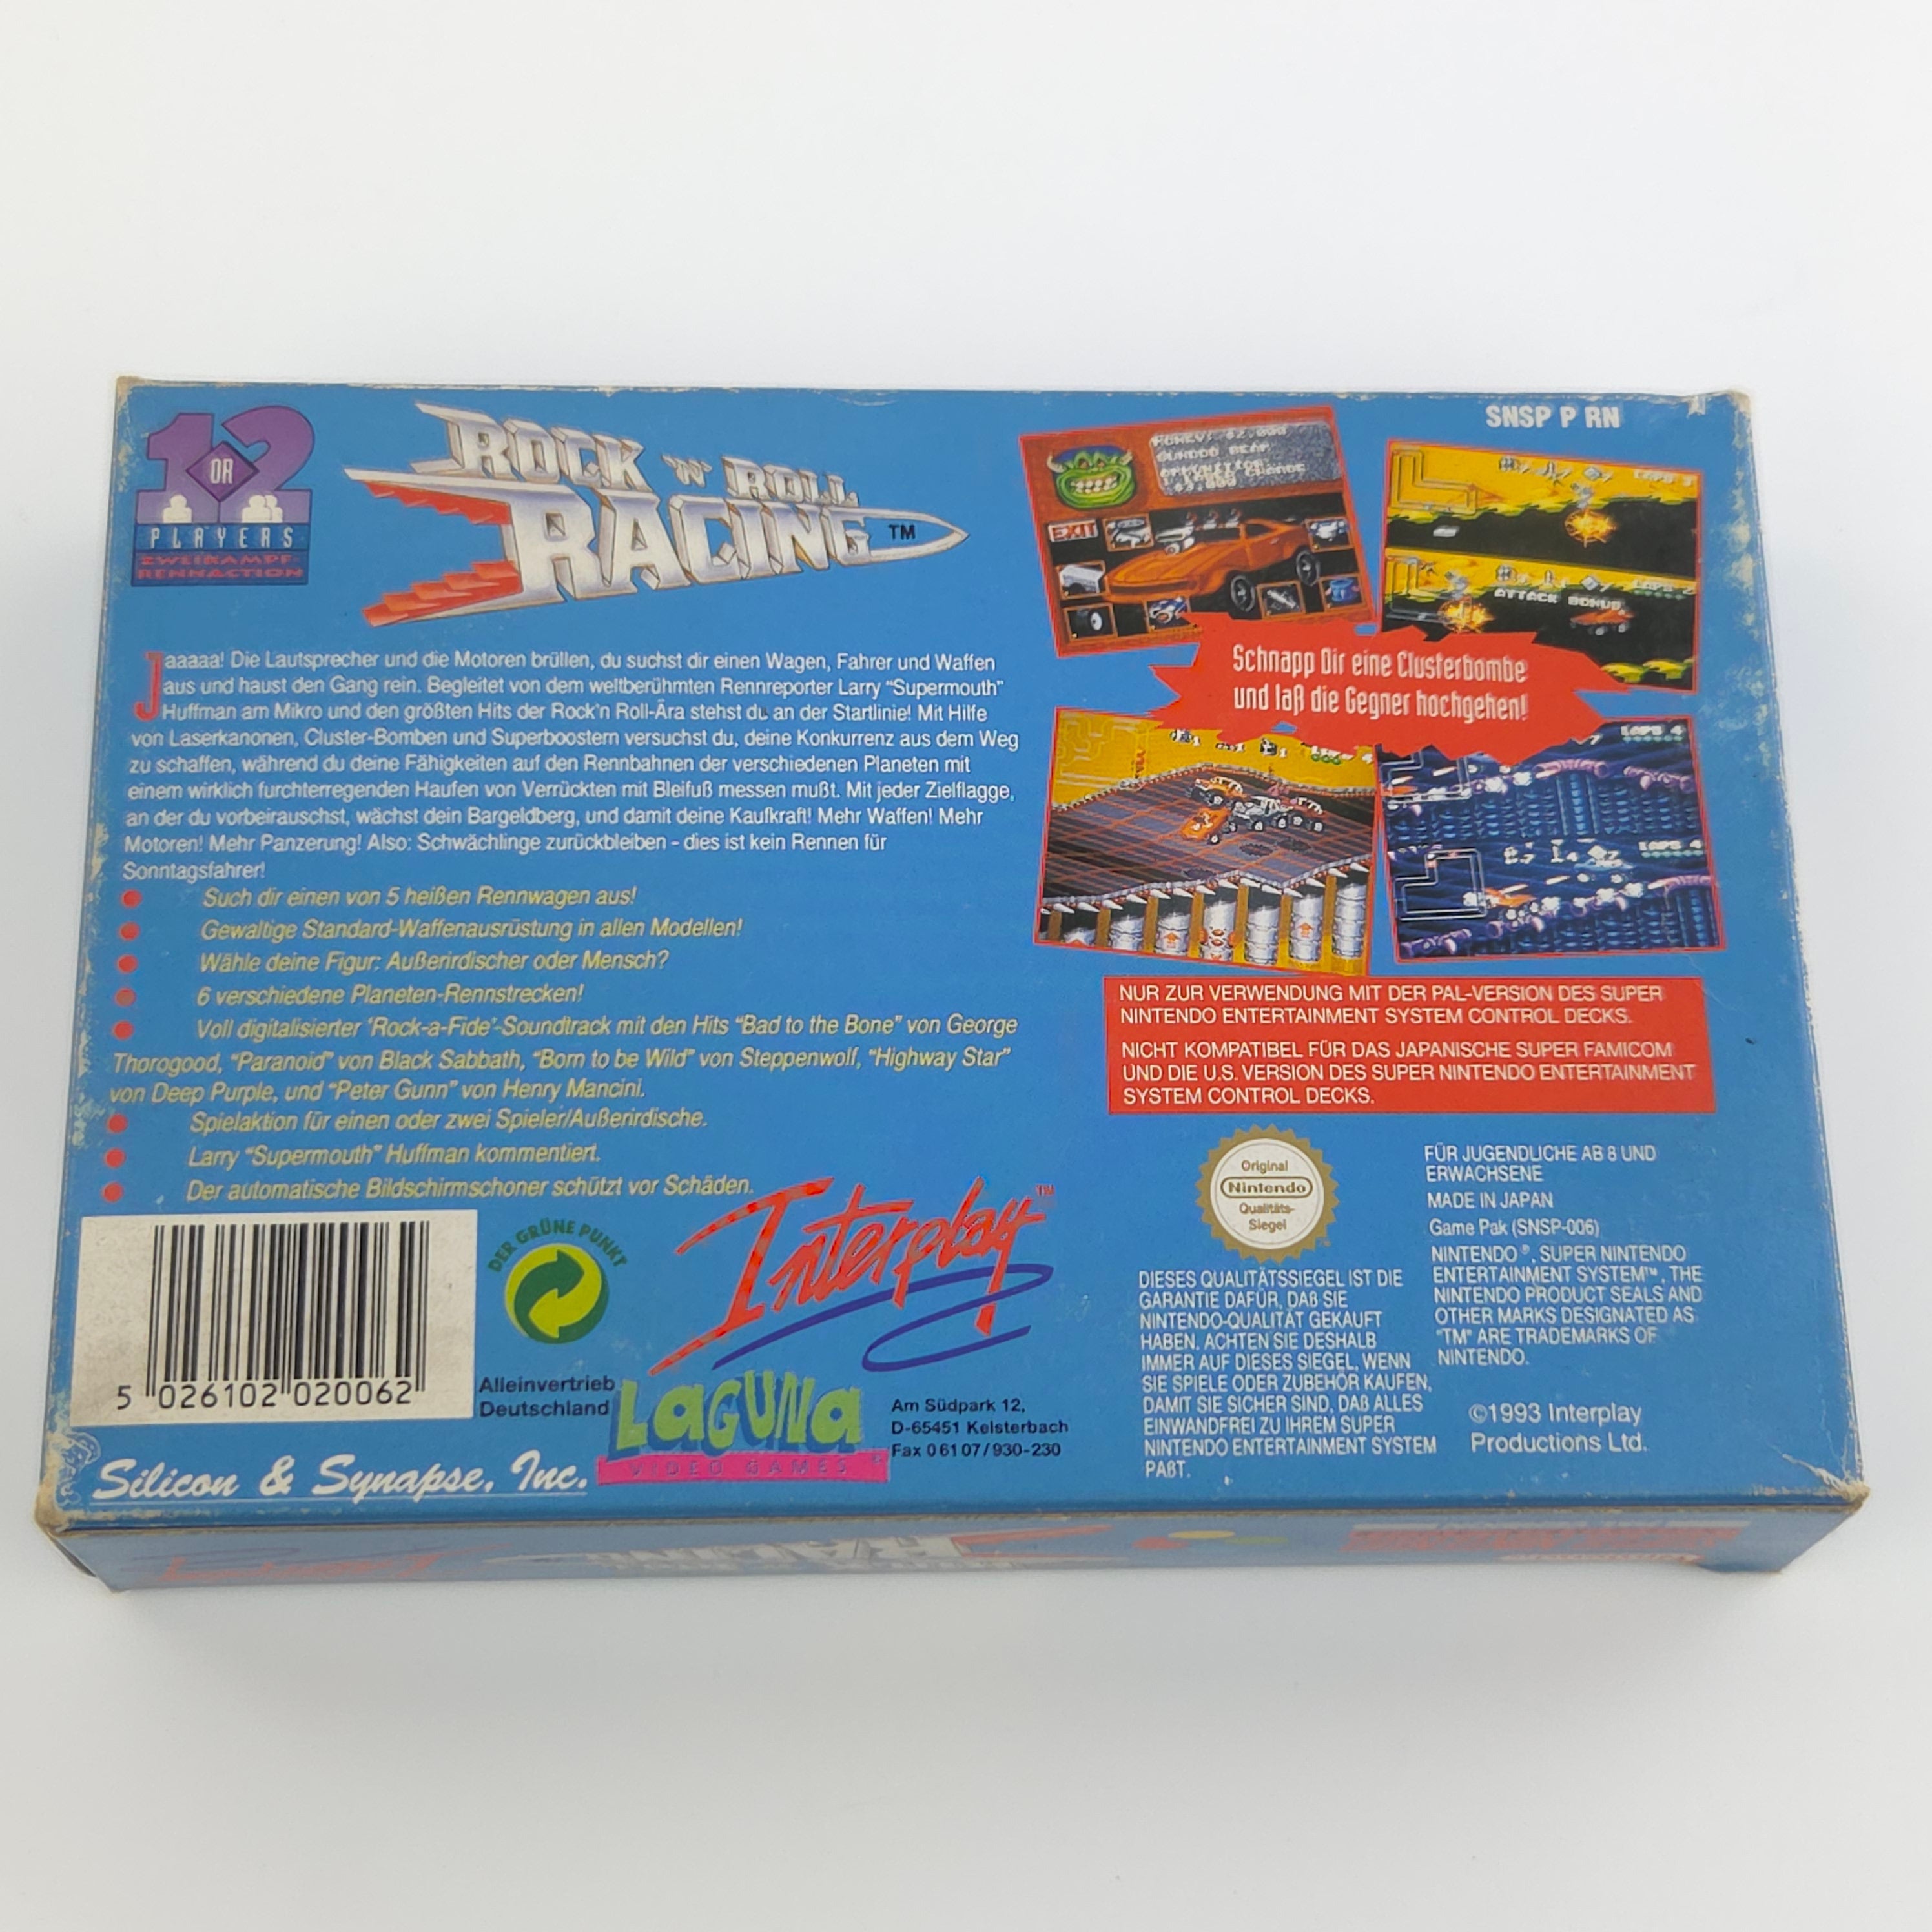 1 OR 2
PLAYERS
ZWEIKAMPF-
RENNACTION
ROCK 'N' ROLL
RACING™
Jaaaaa! Die Lautsprecher und die Motoren brüllen, du suchst dir einen Wagen, Fahrer und Waffen
aus und haust den Gang rein. Begleitet von dem weltberühmten Rennreporter Larry “Supermouth”
Huffman am Mikro und den größten Hits der Rock'n Roll-Ära stehst du an der Startlinie! Mit Hilfe
von Laserkanonen, Cluster-Bomben und Superboostern versuchst du, deine Konkurrenz aus dem Weg
zu schaffen, während du deine Fähigkeiten auf den Rennbahnen der verschiedenen Planeten mit
einem wirklich furchterregenden Haufen von Verrückten mit Bleifuß messen mußt. Mit jeder Zielflagge,
an der du vorbeirauschst, wächst dein Bargeldberg, und damit deine Kaufkraft! Mehr Waffen! Mehr
Motoren! Mehr Panzerung! Also: Schwächlinge zurückbleiben - dies ist kein Rennen für
Sonntagsfahrer!
Such dir einen von 5 heißen Rennwagen aus!
Gewaltige Standard-Waffenausrüstung in allen Modellen!
Wähle deine Figur: Außerirdischer oder Mensch?
6 verschiedene Planeten-Rennstrecken!
Voll digitalisierter 'Rock-a-Fide'-Soundtrack mit den Hits “Bad to the Bone” von George
Thorogood, “Paranoid” von Black Sabbath, “Born to be Wild” von Steppenwolf, “Highway Star”
von Deep Purple, und “Peter Gunn” von Henry Mancini.
Spielaktion für einen oder zwei Spieler/Außerirdische.
Larry “Supermouth” Huffman kommentiert.
Der automatische Bildschirmschoner schützt vor Schäden.
5 026102 020062
DER GRÜNE PUNKT
Interplay™
Alleinvertrieb
Deutschland
LAGUNA
VIDEO GAMES
Am Südpark 12,
D-65451 Kelsterbach
Fax 0 61 07 / 930-230
Silicon & Synapse, Inc.
SNSP P RN
EXIT
LAPS 3
ATTACK BONUS
Schnapp Dir eine Clusterbombe
und laß die Gegner hochgehen!
LAPS 4
LAPS 4
NUR ZUR VERWENDUNG MIT DER PAL-VERSION DES SUPER
NINTENDO ENTERTAINMENT SYSTEM CONTROL DECKS.
NICHT KOMPATIBEL FÜR DAS JAPANISCHE SUPER FAMICOM
UND DIE U.S. VERSION DES SUPER NINTENDO ENTERTAINMENT
SYSTEM CONTROL DECKS.
Original
Nintendo
Qualitäts-
Siegel
DIESES QUALITÄTSSIEGEL IST DIE
GARANTIE DAFÜR, DAß SIE
NINTENDO-QUALITÄT GEKAUFT
HABEN. ACHTEN SIE DESHALB
IMMER AUF DIESES SIEGEL, WENN
SIE SPIELE ODER ZUBEHÖR KAUFEN,
DAMIT SIE SICHER SIND, DAß ALLES
EINWANDFREI ZU IHREM SUPER
NINTENDO ENTERTAINMENT SYSTEM
PAßT.
FÜR JUGENDLICHE AB 8 UND
ERWACHSENE
MADE IN JAPAN
Game Pak (SNSP-006)
NINTENDO®, SUPER NINTENDO
ENTERTAINMENT SYSTEM™, THE
NINTENDO PRODUCT SEALS AND
OTHER MARKS DESIGNATED AS
“TM” ARE TRADEMARKS OF
NINTENDO.
©1993 Interplay
Productions Ltd.